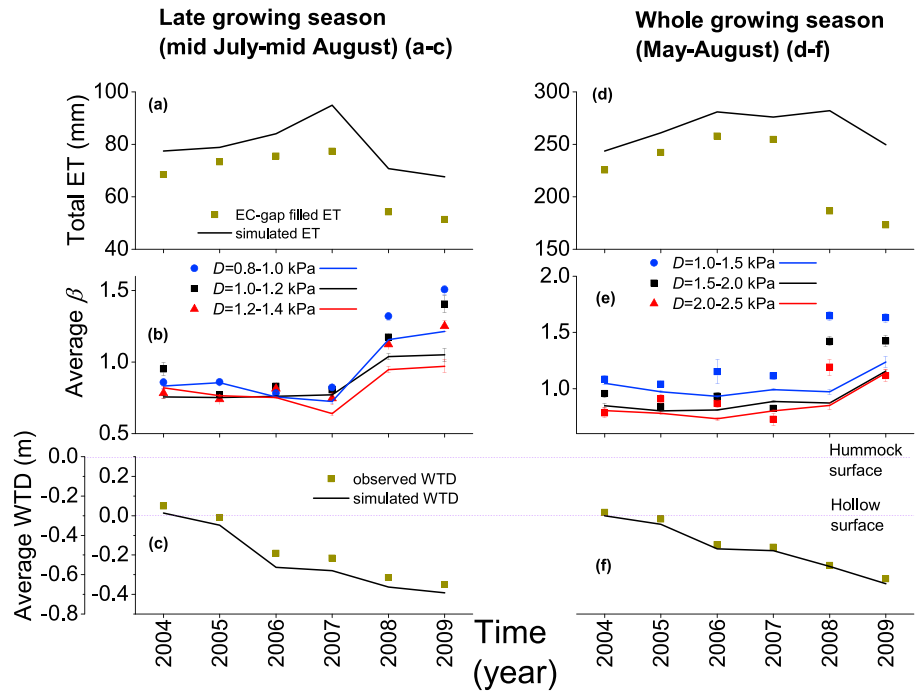 Late growing season
(mid July-mid August) (a-c)
Whole growing season
(May-August) (d-f)
Total ET (mm)
100
80
60
40
(a)
EC-gap filled ET
simulated ET
300
250
200
150
(d)
Average β
1.5
1.0
0.5
D=0.8-1.0 kPa
D=1.0-1.2 kPa
D=1.2-1.4 kPa
(b)
2.0
1.5
1.0
D=1.0-1.5 kPa
D=1.5-2.0 kPa
D=2.0-2.5 kPa
(e)
Average WTD (m)
0.0
-0.2
-0.4
-0.6
-0.8
0.4
0.2
0.0
-0.2
-0.4
observed WTD
simulated WTD
(c)
Hummock
surface
Hollow
surface
(f)
2004
2005
2006
2007
2008
2009
Time
(year)
2004
2005
2006
2007
2008
2009